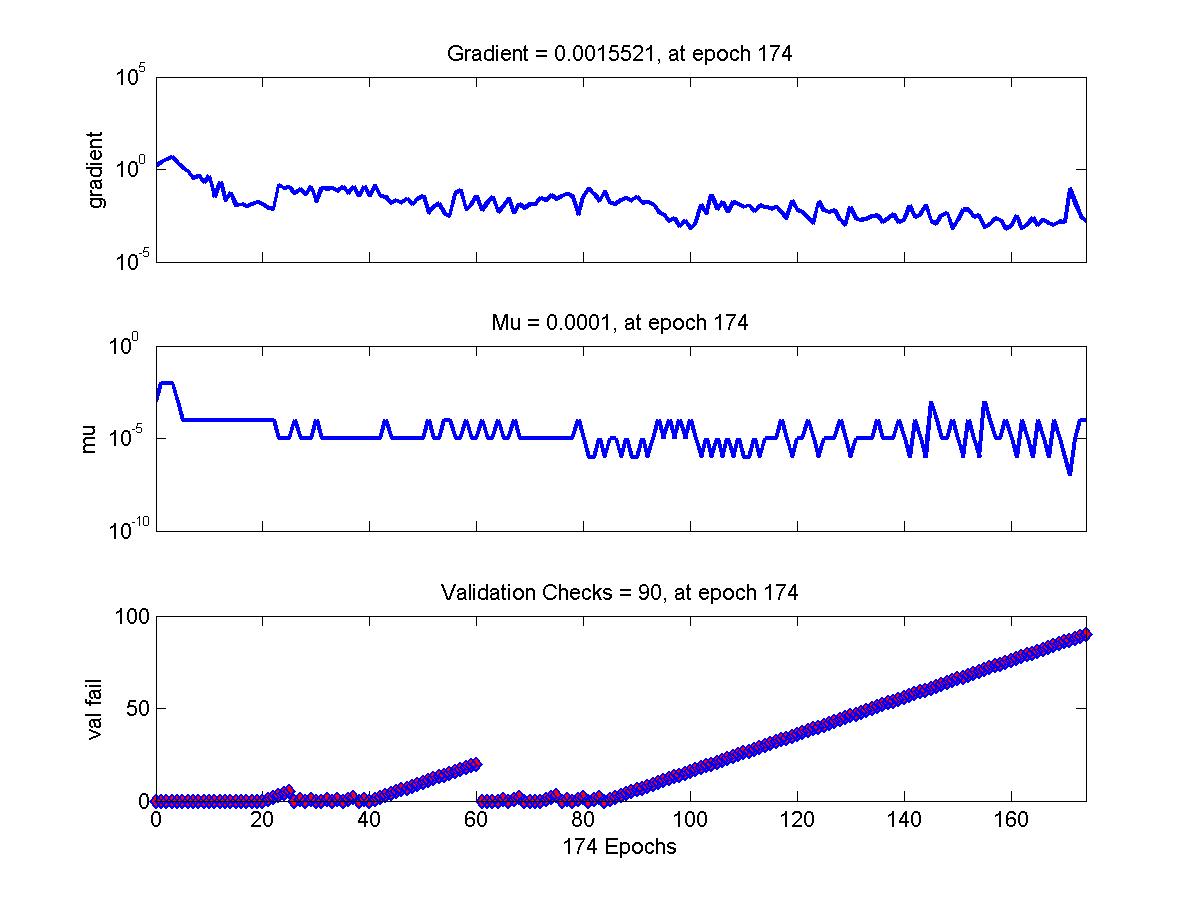 Gradient = 0.0015521, at epoch 174
10^5
10^0
10^-5
gradient
Mu = 0.0001, at epoch 174
10^0
10^-5
10^-10
mu
Validation Checks = 90, at epoch 174
100
50
0
val fail
0 20 40 60 80 100 120 140 160
174 Epochs